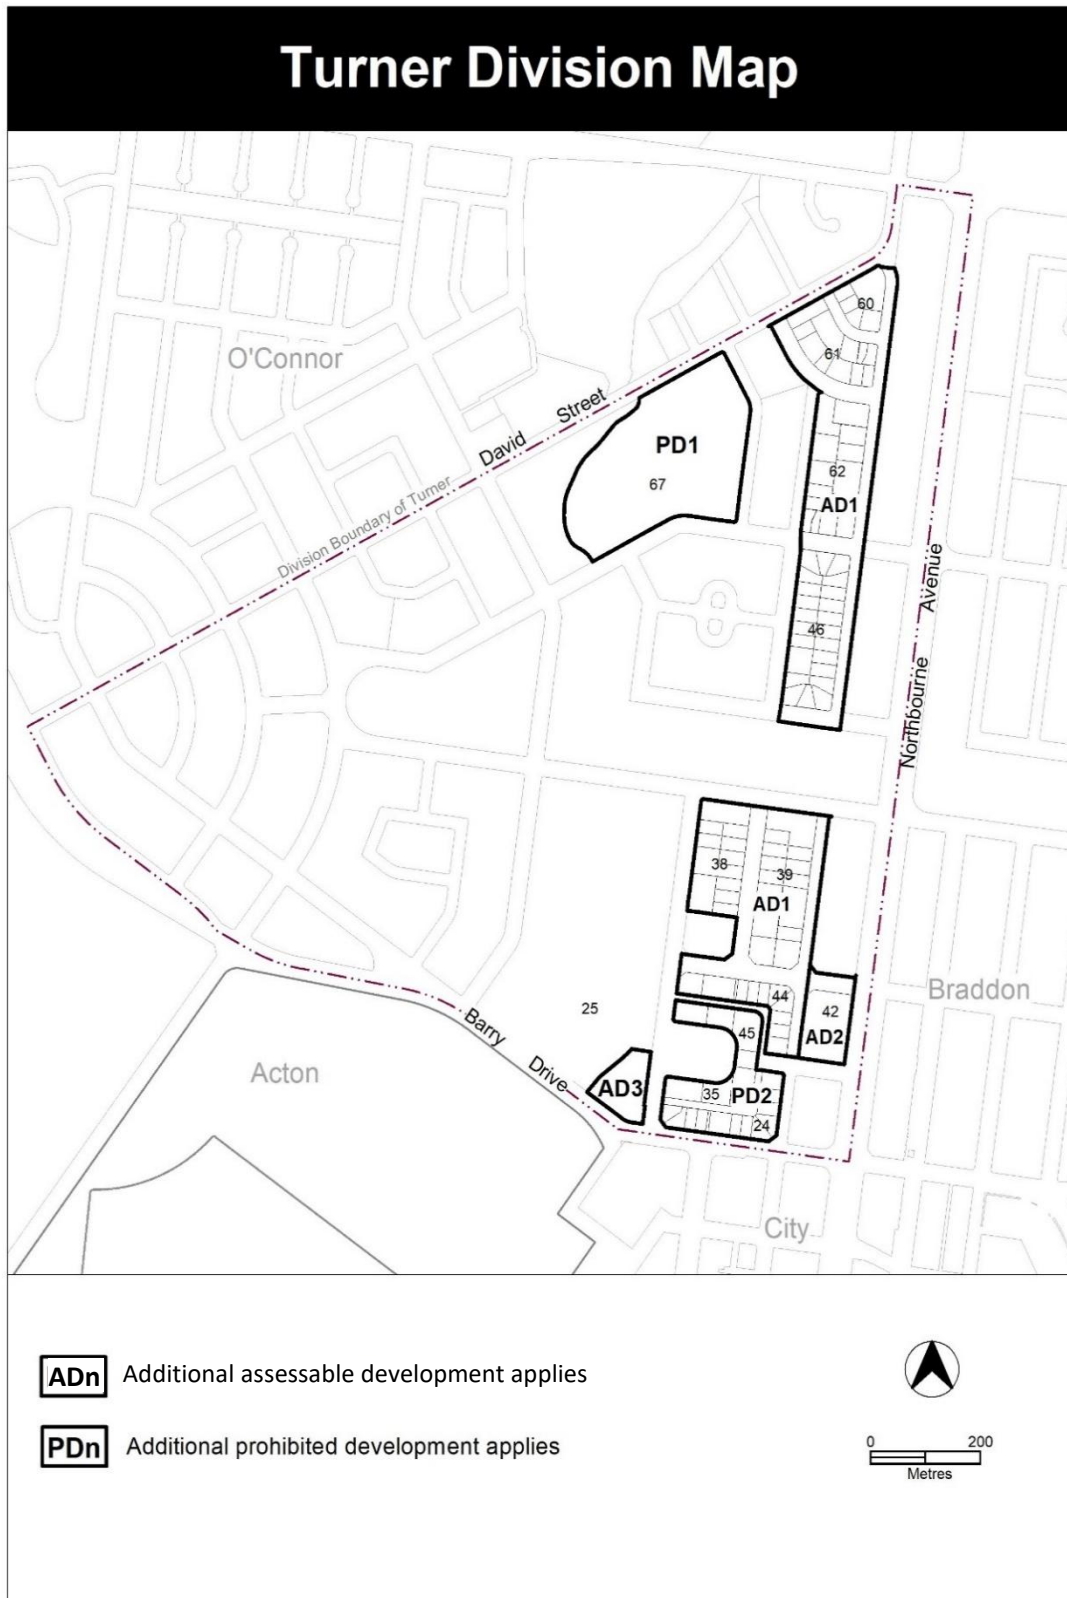 Turner Division Map
60
O'Connor
61
David Street
PD1
67
62
AD1
Division Boundary of Turner
Northbourne Avenue
46
38
39
AD1
Braddon
44
25
42
AD2
45
Barry Drive
Acton
AD3
35
PD2
24
City
ADn Additional assessable development applies
PDn Additional prohibited development applies
0 200
Metres